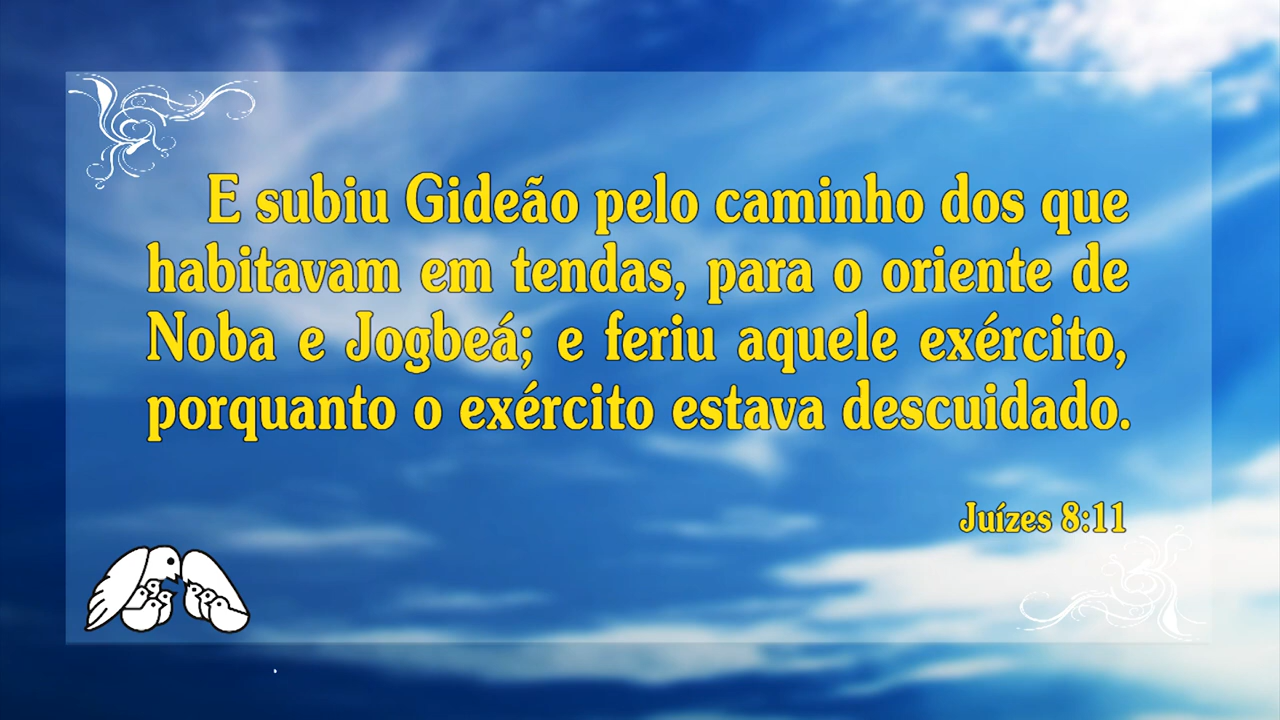 E subiu Gideão pelo caminho dos que
habitavam em tendas, para o oriente de
Noba e Jogbeá; e feriu aquele exército,
porquanto o exército estava descuidado.
Juízes 8:11